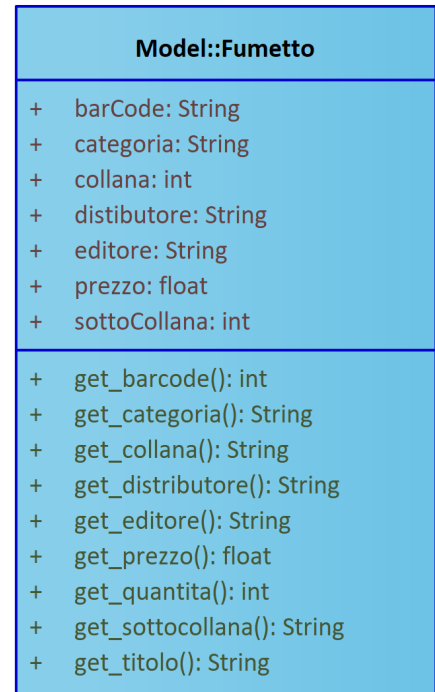 Model::Fumetto
+ barCode: String
+ categoria: String
+ collana: int
+ distibutore: String
+ editore: String
+ prezzo: float
+ sottoCollana: int
+ get_barcode(): int
+ get_categoria(): String
+ get_collana(): String
+ get_distributore(): String
+ get_editore(): String
+ get_prezzo(): float
+ get_quantita(): int
+ get_sottocollana(): String
+ get_titolo(): String